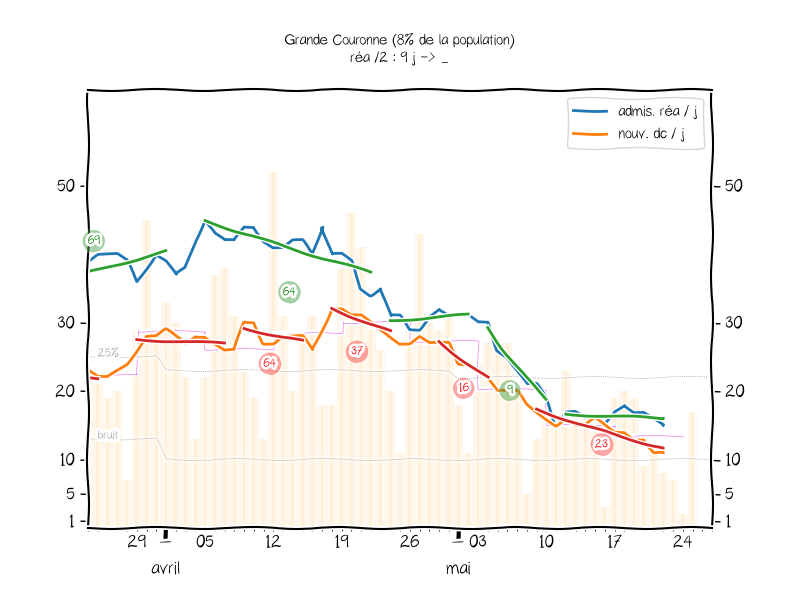 Grande Couronne (8% de la population)
réa /2 : 9 j -> _
admis. réa / j
nouv. dc / j
50 50
69
64
30 30
25%
64 37
16 9
20 20
bruit
23
10 10
5 5
1 1
29 05 12 19 26 03 10 17 24
avril mai